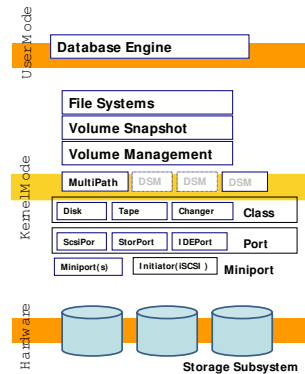 UserMode
Database Engine
KernelMode
File Systems
Volume Snapshot
Volume Management
MultiPath DSM DSM DSM
Disk Tape Changer Class
ScsiPor StorPort IDEPort Port
Miniport(s) Initiator(iSCSI ) Miniport
Hardware
Storage Subsystem